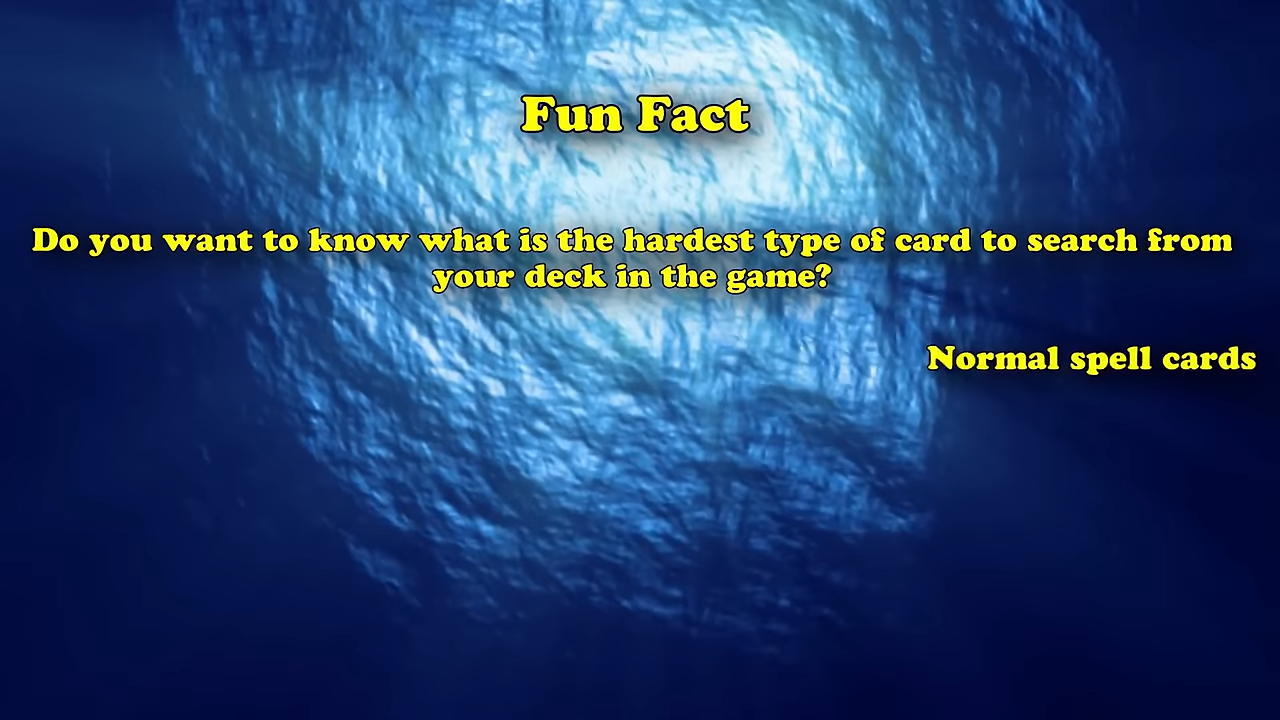 Fun Fact
Do you want to know what is the hardest type of card to search from
your deck in the game?
Normal spell cards